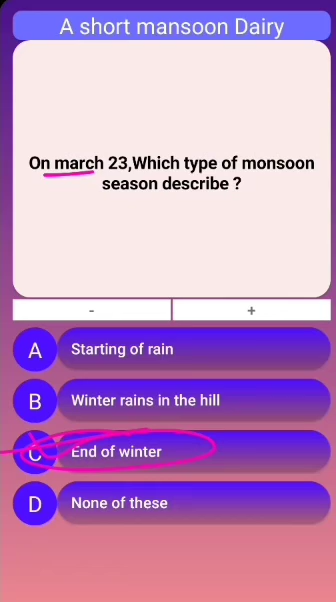 A short mansoon Dairy
On march 23,Which type of monsoon
season describe ?
- +
A Starting of rain
B Winter rains in the hill
C End of winter
D None of these